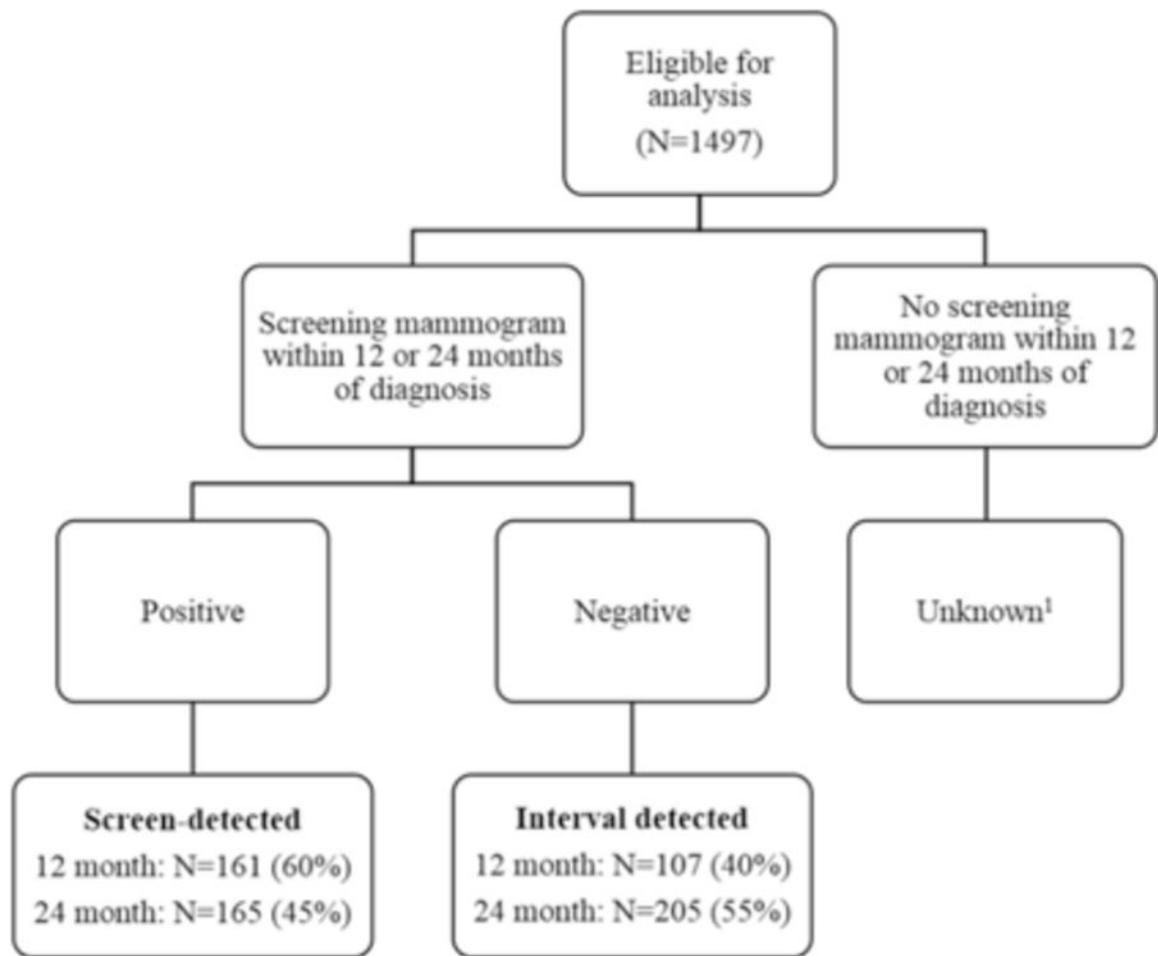 Eligible for
analysis
(N=1497)
Screening mammogram
within 12 or 24 months
of diagnosis
No screening
mammogram within 12
or 24 months of
diagnosis
Positive
Negative
Unknown¹
Screen-detected
12 month: N=161 (60%)
24 month: N=165 (45%)
Interval detected
12 month: N=107 (40%)
24 month: N=205 (55%)